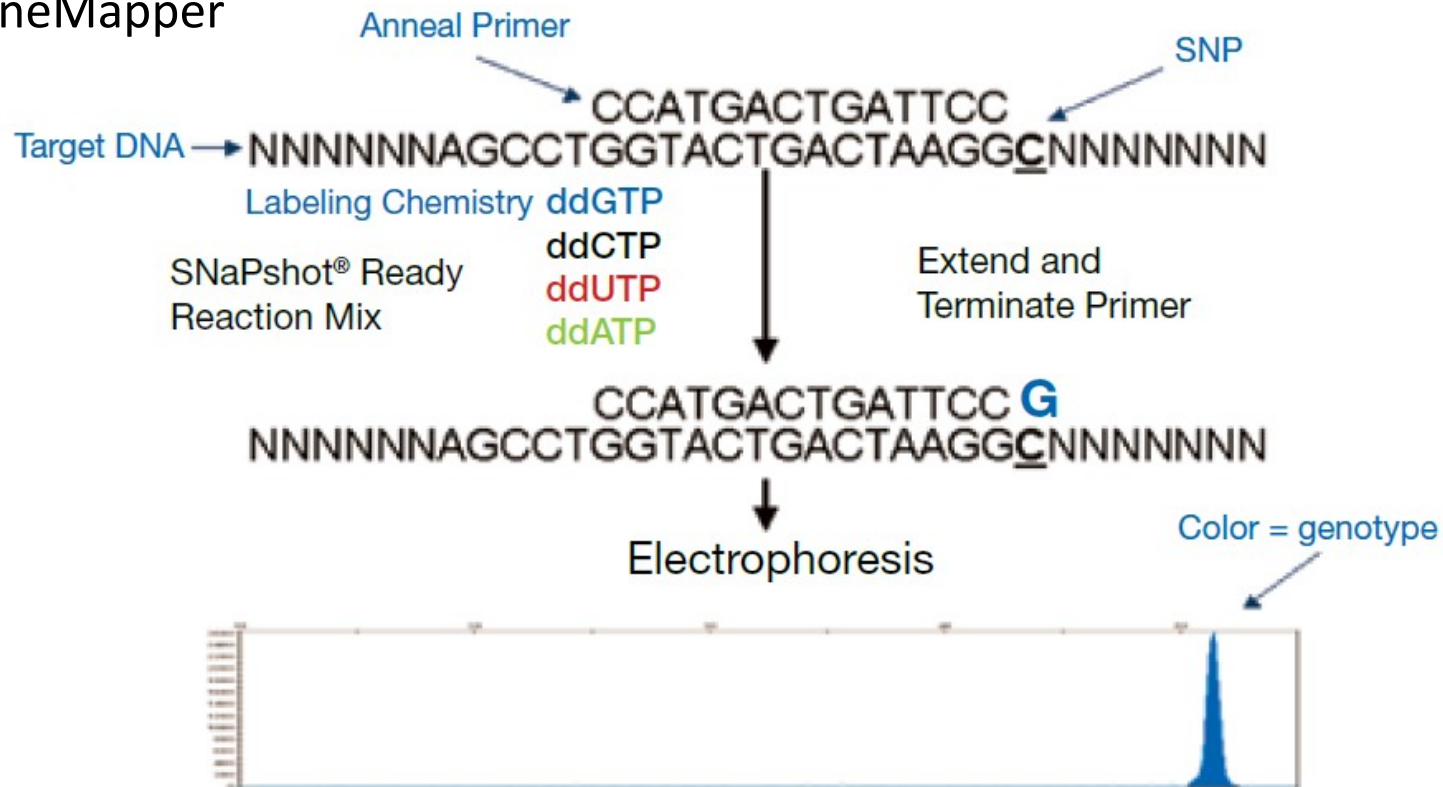 neMapper
Anneal Primer
SNP
CCATGACTGATTCC
Target DNA
NNNNNNAGCCTGGTACTGACTAAGGCNNNNNNN
Labeling Chemistry ddGTP
ddCTP
ddUTP
ddATP
SNaPshot® Ready
Reaction Mix
Extend and
Terminate Primer
CCATGACTGATTCC G
NNNNNNAGCCTGGTACTGACTAAGGCNNNNNNN
Electrophoresis
Color = genotype